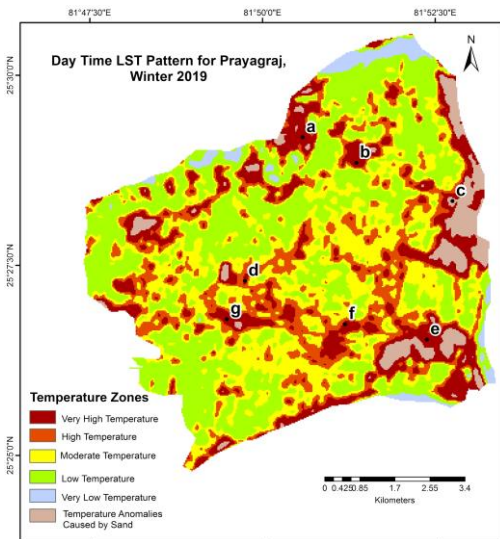 81°47'30"E 81°50'0"E 81°52'30"E
Day Time LST Pattern for Prayagraj,
Winter 2019
N
25°30'0"N
25°27'30"N
25°25'0"N
a
b
c
d
g
f
e
Temperature Zones
Very High Temperature
High Temperature
Moderate Temperature
Low Temperature
Very Low Temperature
Temperature Anomalies
Caused by Sand
0 0.425 0.85 1.7 2.55 3.4
Kilometers